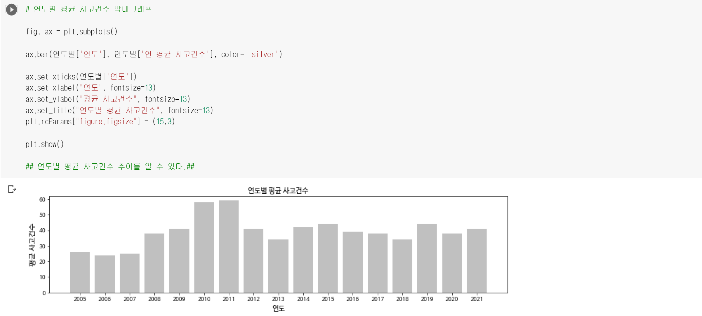 # 연도별 평균 사고건수 막대그래프
fig, ax = plt.subplots()
ax.bar(연도별['연도'], 연도별['연 평균 사고건수'], color= 'silver')
ax.set_xticks(연도별['연도'])
ax.set_xlabel("연도", fontsize=13)
ax.set_ylabel("평균 사고건수", fontsize=13)
ax.set_title("연도별 평균 사고건수", fontsize=13)
plt.rcParams["figure.figsize"] = (15,3)
plt.show()
## 연도별 평균 사고건수 추이를 알 수 있다.##
연도별 평균 사고건수
평균 사고건수
60
50
40
30
20
10
0
2005 2006 2007 2008 2009 2010 2011 2012 2013 2014 2015 2016 2017 2018 2019 2020 2021
연도